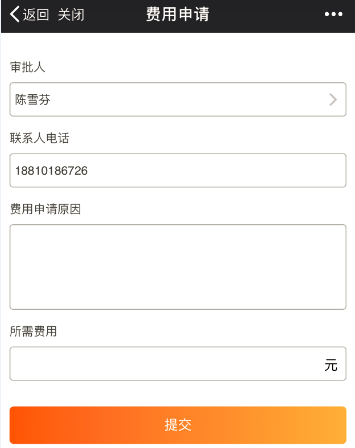 返回 关闭 费用申请
审批人
陈雪芬
联系人电话
18810186726
费用申请原因
所需费用
元
提交